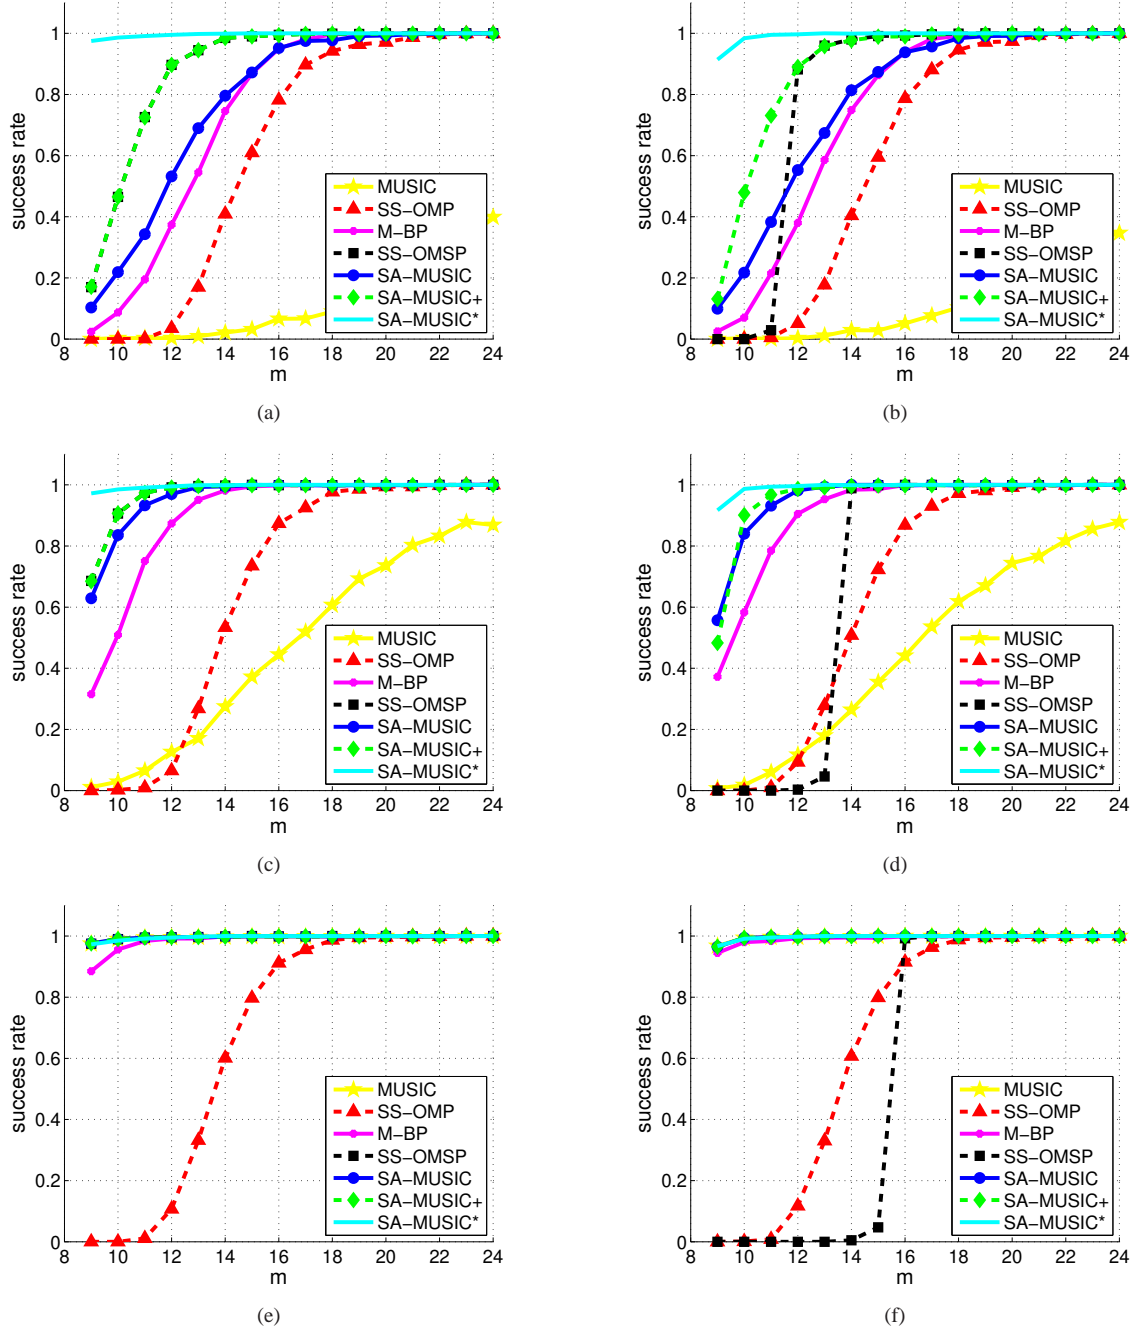 success rate
1
0.8
0.6
0.4
0.2
0
8 10 12 14 16 18 20 22 24
m
MUSIC
SS-OMP
M-BP
SS-OMSP
SA-MUSIC
SA-MUSIC+
SA-MUSIC*
(a)
success rate
1
0.8
0.6
0.4
0.2
0
8 10 12 14 16 18 20 22 24
m
MUSIC
SS-OMP
M-BP
SS-OMSP
SA-MUSIC
SA-MUSIC+
SA-MUSIC*
(b)
success rate
1
0.8
0.6
0.4
0.2
0
8 10 12 14 16 18 20 22 24
m
MUSIC
SS-OMP
M-BP
SS-OMSP
SA-MUSIC
SA-MUSIC+
SA-MUSIC*
(c)
success rate
1
0.8
0.6
0.4
0.2
0
8 10 12 14 16 18 20 22 24
m
MUSIC
SS-OMP
M-BP
SS-OMSP
SA-MUSIC
SA-MUSIC+
SA-MUSIC*
(d)
success rate
1
0.8
0.6
0.4
0.2
0
8 10 12 14 16 18 20 22 24
m
MUSIC
SS-OMP
M-BP
SS-OMSP
SA-MUSIC
SA-MUSIC+
SA-MUSIC*
(e)
success rate
1
0.8
0.6
0.4
0.2
0
8 10 12 14 16 18 20 22 24
m
MUSIC
SS-OMP
M-BP
SS-OMSP
SA-MUSIC
SA-MUSIC+
SA-MUSIC*
(f)